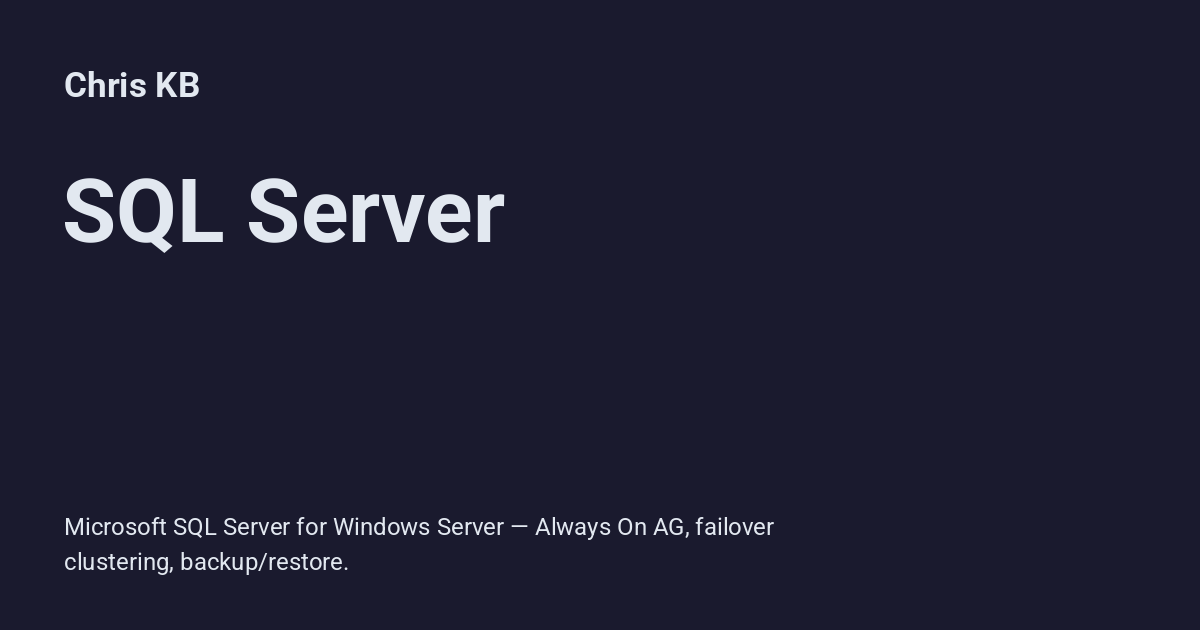 Chris KB
SQL Server
Microsoft SQL Server for Windows Server — Always On AG, failover
clustering, backup/restore.